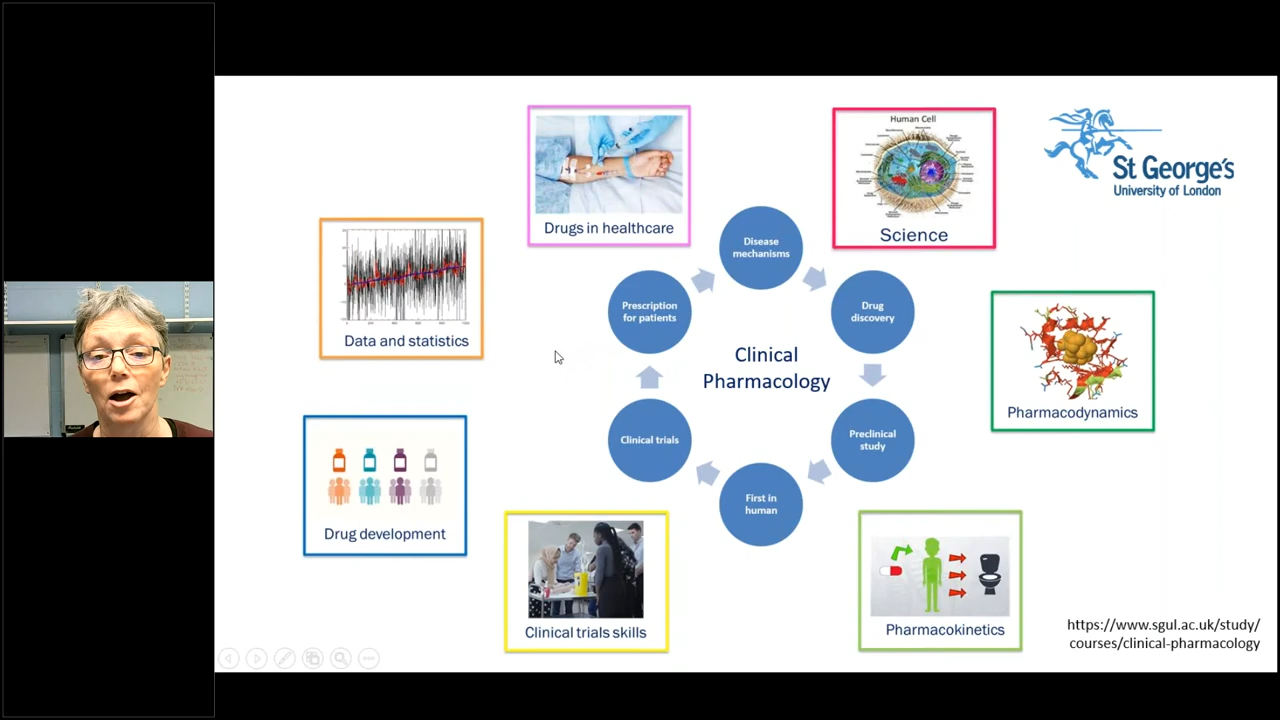 Human Cell
Science
St George's
University of London
Drugs in healthcare
Disease
mechanisms
Data and statistics
Prescription
for patients
Drug
discovery
Clinical
Pharmacology
Pharmacodynamics
Clinical trials
Preclinical
study
First in
human
Drug development
Clinical trials skills
Pharmacokinetics
https://www.sgul.ac.uk/study/
courses/clinical-pharmacology